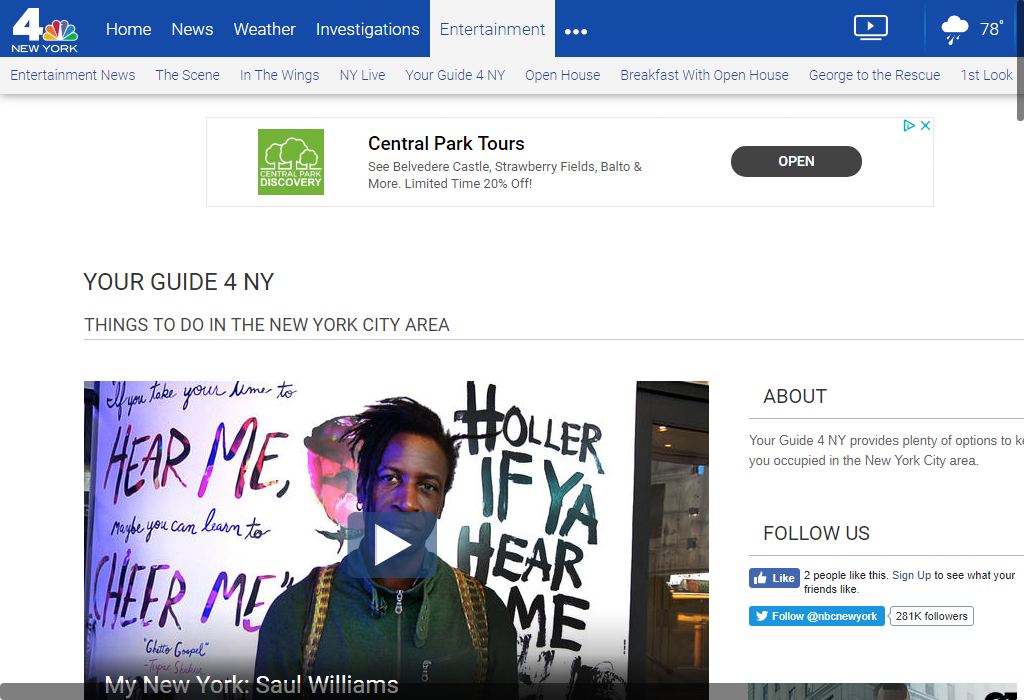 4
NEW YORK
Home News Weather Investigations Entertainment •••
78°
Entertainment News The Scene In The Wings NY Live Your Guide 4 NY Open House Breakfast With Open House George to the Rescue 1st Look
CENTRAL PARK
DISCOVERY
Central Park Tours
See Belvedere Castle, Strawberry Fields, Balto &
More. Limited Time 20% Off!
OPEN
YOUR GUIDE 4 NY
THINGS TO DO IN THE NEW YORK CITY AREA
If you take your time to
HEAR ME,
Maybe you can learn to
CHEER ME"
"Ghetto Gospel"
-Tupac Shakur
HOLLER
IF YA
HEAR
ME
My New York: Saul Williams
ABOUT
Your Guide 4 NY provides plenty of options to
you occupied in the New York City area.
FOLLOW US
Like
2 people like this. Sign Up to see what your
friends like.
Follow @nbcnewyork
281K followers